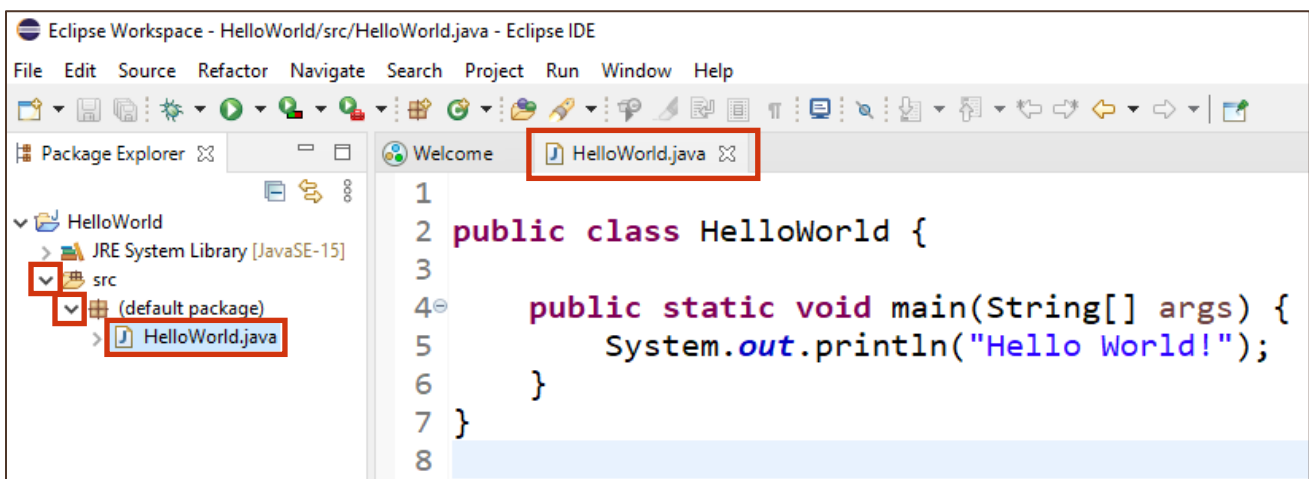 Eclipse Workspace - HelloWorld/src/HelloWorld.java - Eclipse IDE
File Edit Source Refactor Navigate Search Project Run Window Help
Package Explorer
HelloWorld
JRE System Library [JavaSE-15]
src
(default package)
HelloWorld.java
Welcome HelloWorld.java
1
2 public class HelloWorld {
3
4 public static void main(String[] args) {
5 System.out.println("Hello World!");
6 }
7 }
8